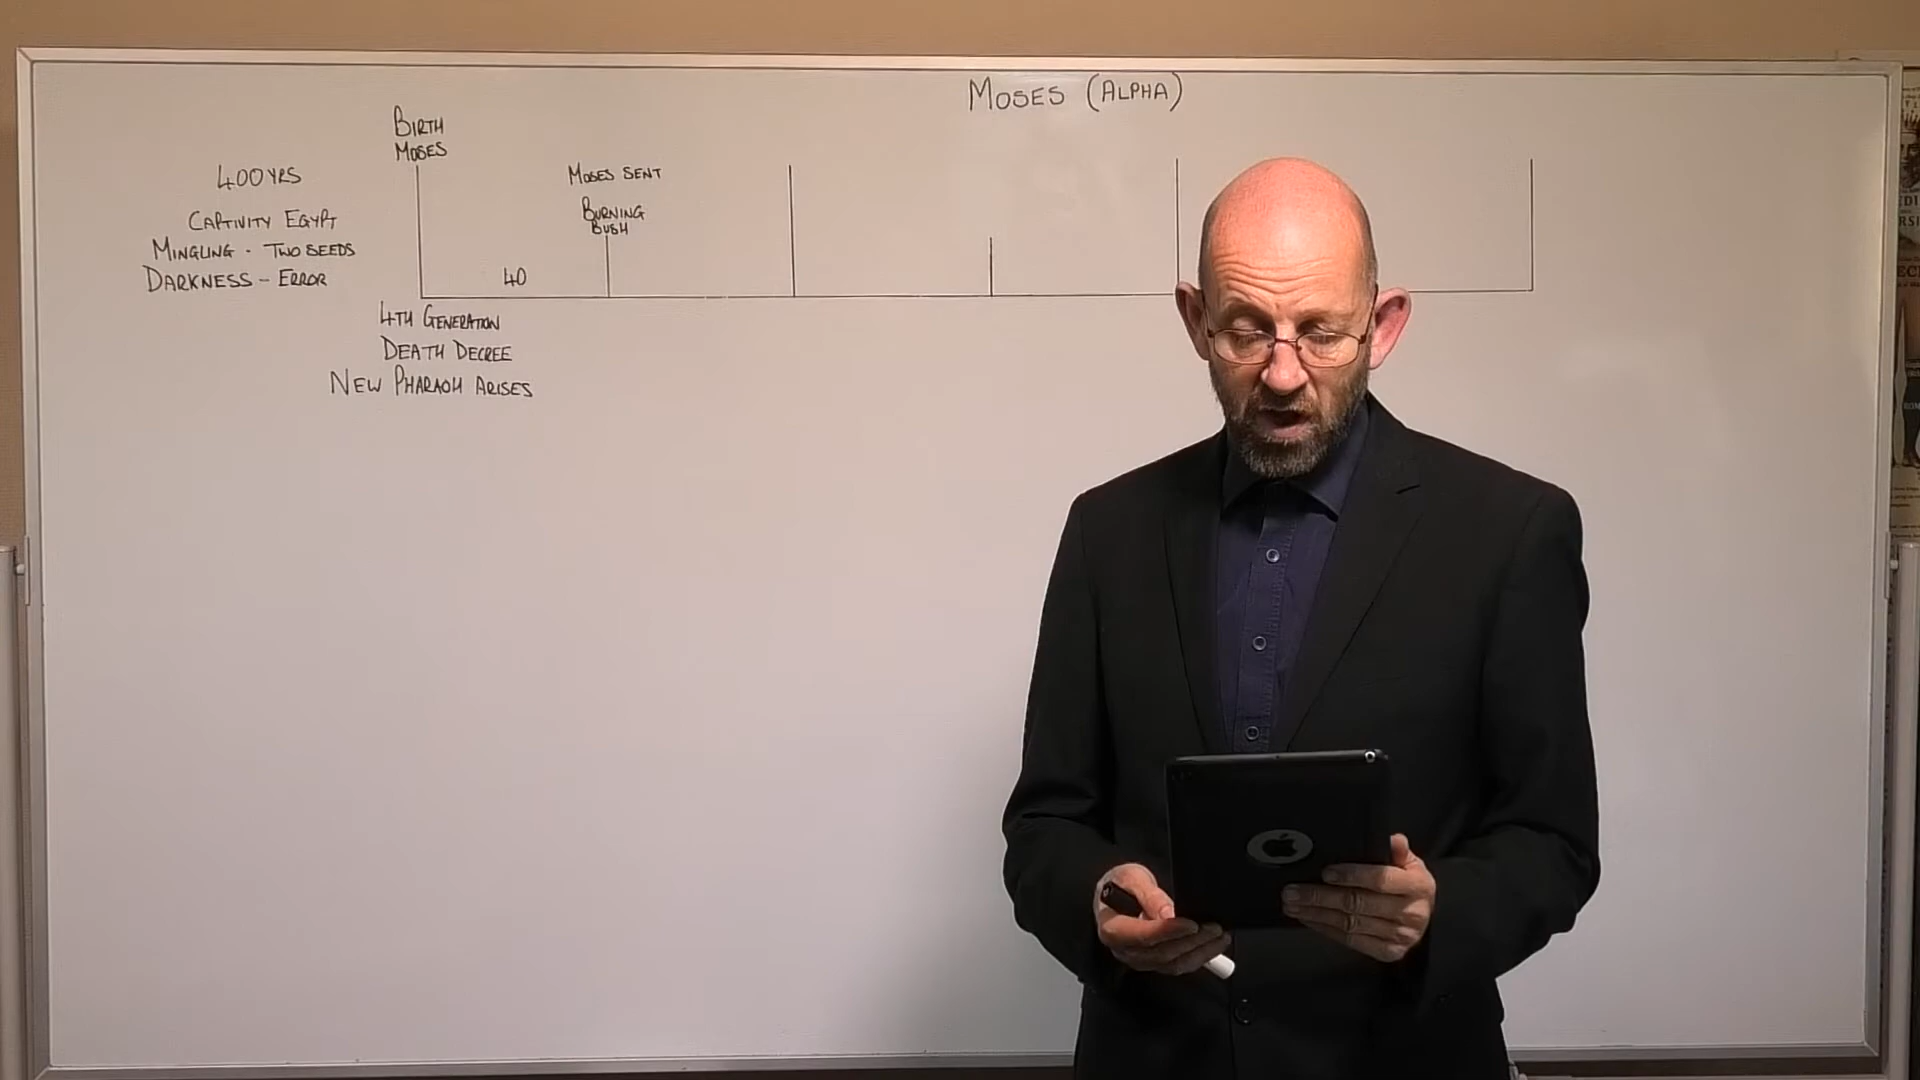 MOSES (ALPHA)
BIRTH
MOSES
400 YRS
CAPTIVITY EGYPT
MINGLING - TWO SEEDS
DARKNESS - ERROR
MOSES SENT
BURNING
BUSH
40
4TH GENERATION
DEATH DECREE
NEW PHARAOH ARISES